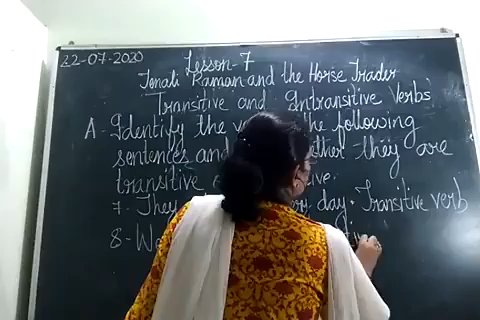 22-07-2020
Lesson-7
Tenali Raman and the Horse Trader
Transitive and Intransitive Verbs
A. Identify the the following
sentences and whether they are
transitive
7. They day. Transitive verb
8. We